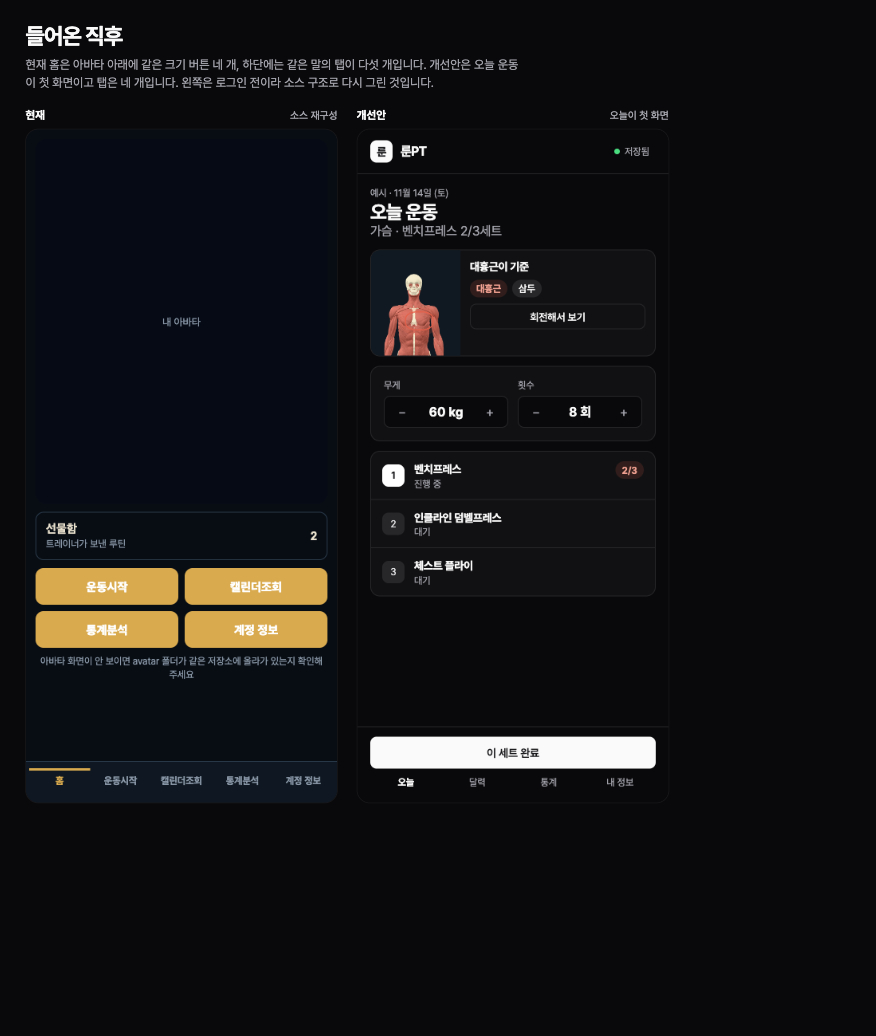 들어온 직후
현재 홈은 아바타 아래에 같은 크기 버튼 네 개, 하단에는 같은 말의 탭이 다섯 개입니다. 개선안은 오늘 운동
이 첫 화면이고 탭은 네 개입니다. 왼쪽은 로그인 전이라 소스 구조로 다시 그린 것입니다.
현재
소스 재구성
내 아바타
선물함
트레이너가 보낸 루틴
2
운동시작
캘린더조회
통계분석
계정 정보
아바타 화면이 안 보이면 avatar 폴더가 같은 저장소에 올라가 있는지 확인해
주세요
홈
운동시작
캘린더조회
통계분석
계정 정보
개선안
오늘이 첫 화면
룬
룬PT
저장됨
예시 · 11월 14일 (토)
오늘 운동
가슴 · 벤치프레스 2/3세트
대흉근이 기준
대흉근
삼두
회전해서 보기
무게
횟수
− 60 kg +
− 8 회 +
1
벤치프레스
진행 중
2/3
2
인클라인 덤벨프레스
대기
3
체스트 플라이
대기
이 세트 완료
오늘
달력
통계
내 정보